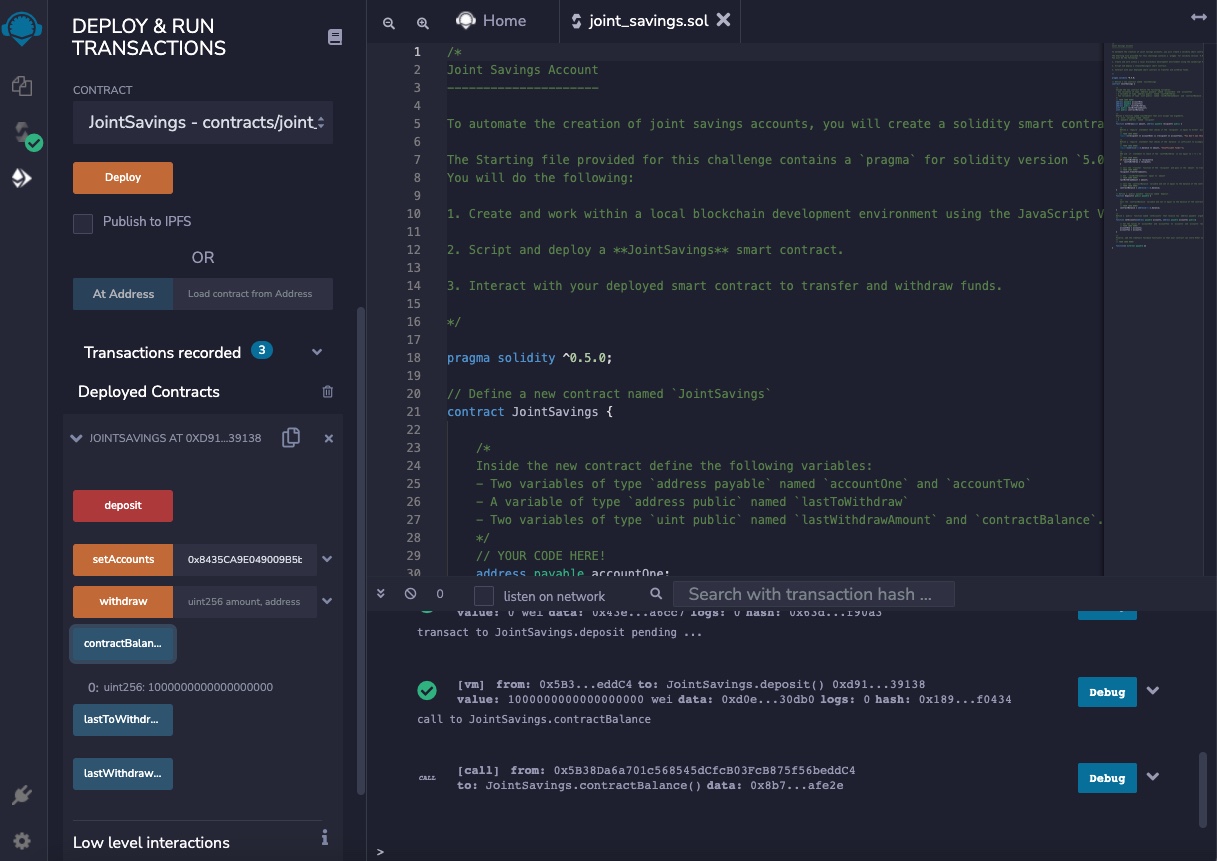 DEPLOY & RUN
TRANSACTIONS
CONTRACT
JointSavings - contracts/joint_
Deploy
Publish to IPFS
OR
At Address Load contract from Address
Transactions recorded 3
Deployed Contracts
JOINTSAVINGS AT 0XD91...39138
deposit
setAccounts 0x8435CA9E049009B5b
withdraw uint256 amount, address
contractBalan...
0: uint256: 1000000000000000000
lastToWithdr...
lastWithdraw...
Low level interactions
Home joint_savings.sol
1 /*
2 Joint Savings Account
3 ---------------------
4
5 To automate the creation of joint savings accounts, you will create a solidity smart contra
6
7 The Starting file provided for this challenge contains a `pragma` for solidity version `5.0
8 You will do the following:
9
10 1. Create and work within a local blockchain development environment using the JavaScript V
11
12 2. Script and deploy a **JointSavings** smart contract.
13
14 3. Interact with your deployed smart contract to transfer and withdraw funds.
15
16 */
17
18 pragma solidity ^0.5.0;
19
20 // Define a new contract named `JointSavings`
21 contract JointSavings {
22
23 /*
24 Inside the new contract define the following variables:
25 - Two variables of type `address payable` named `accountOne` and `accountTwo`
26 - A variable of type `address public` named `lastToWithdraw`
27 - Two variables of type `uint public` named `lastWithdrawAmount` and `contractBalance`.
28 */
29 // YOUR CODE HERE!
30 address payable accountOne;
0 listen on network Search with transaction hash ...
value: 0 wei data: 0x43e...a6cc7 logs: 0 hash: 0x63d...f90a3
transact to JointSavings.deposit pending ...
[vm] from: 0x5B3...eddC4 to: JointSavings.deposit() 0xd91...39138
value: 1000000000000000000 wei data: 0xd0e...30db0 logs: 0 hash: 0x189...f0434
Debug
call to JointSavings.contractBalance
CALL [call] from: 0x5B38Da6a701c568545dCfcB03FcB875f56beddC4
to: JointSavings.contractBalance() data: 0x8b7...afe2e
Debug
>